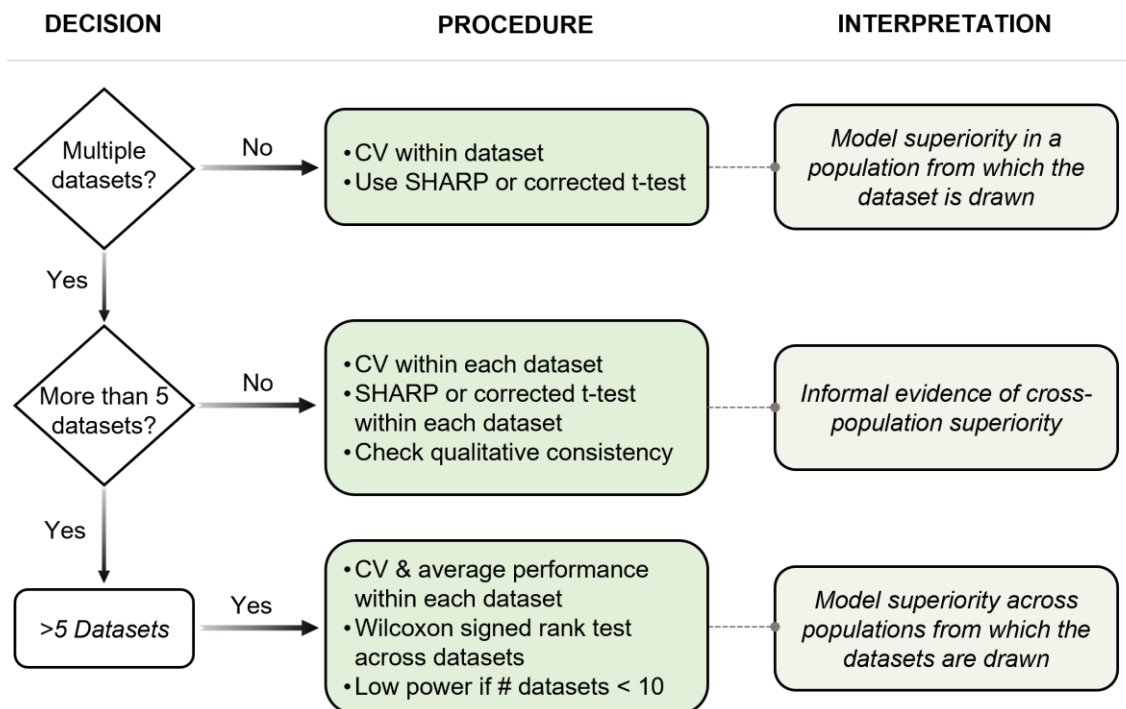 DECISION
PROCEDURE
INTERPRETATION
Multiple
datasets?
No
• CV within dataset
• Use SHARP or corrected t-test
Model superiority in a
population from which the
dataset is drawn
Yes
More than 5
datasets?
No
• CV within each dataset
• SHARP or corrected t-test
within each dataset
• Check qualitative consistency
Informal evidence of cross-
population superiority
Yes
>5 Datasets
Yes
• CV & average performance
within each dataset
• Wilcoxon signed rank test
across datasets
• Low power if # datasets < 10
Model superiority across
populations from which the
datasets are drawn